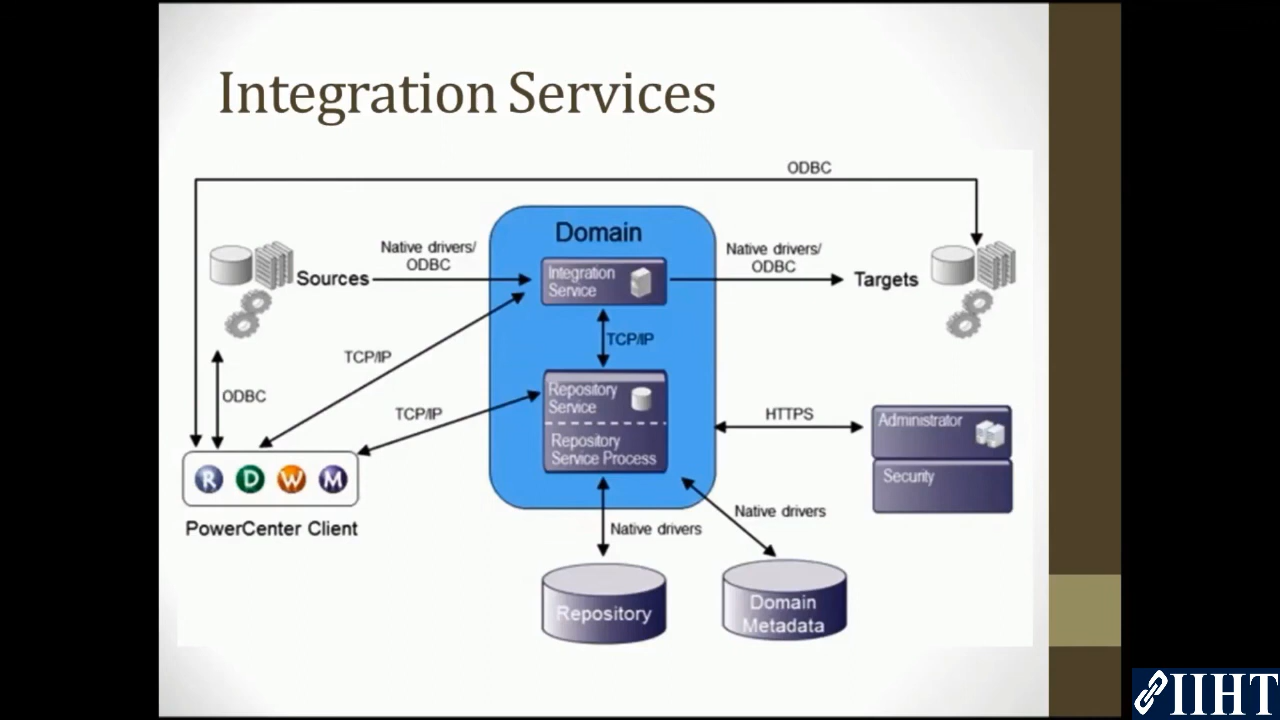 Integration Services
ODBC
Domain
Native drivers/
ODBC
Native drivers/
ODBC
Integration
Service
Sources
Targets
TCP/IP
TCP/IP
ODBC
TCP/IP
Repository
Service
Repository
Service Process
HTTPS
Administrator
Security
R D W M
PowerCenter Client
Native drivers
Native drivers
Repository
Domain
Metadata
IIHT